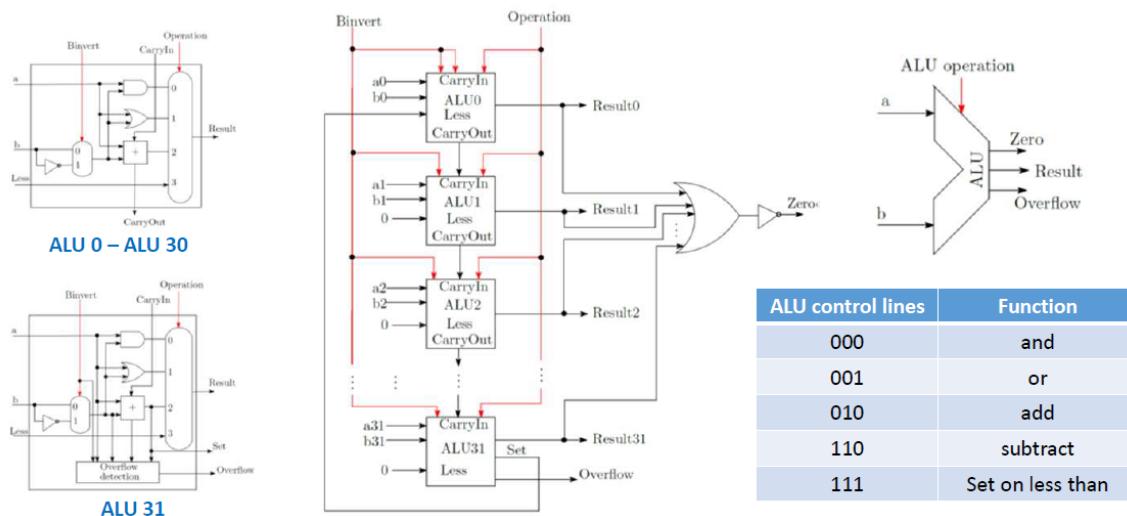 Binvert
Operation
CarryIn
a
0
1
b
0
1
2
Result
Less
3
CarryOut
ALU 0 – ALU 30
Binvert
Operation
CarryIn
a
0
1
Result
b
0
1
2
Less
3
Set
Overflow
detection
Overflow
ALU 31
Binvert
Operation
a0
b0
CarryIn
ALU0
Less
CarryOut
Result0
a1
b1
0
CarryIn
ALU1
Less
CarryOut
Result1
a2
b2
0
CarryIn
ALU2
Less
CarryOut
Result2
a31
b31
0
CarryIn
ALU31
Less
Set
Result31
Overflow
Zero
ALU operation
a
b
ALU
Zero
Result
Overflow
ALU control lines Function
000 and
001 or
010 add
110 subtract
111 Set on less than